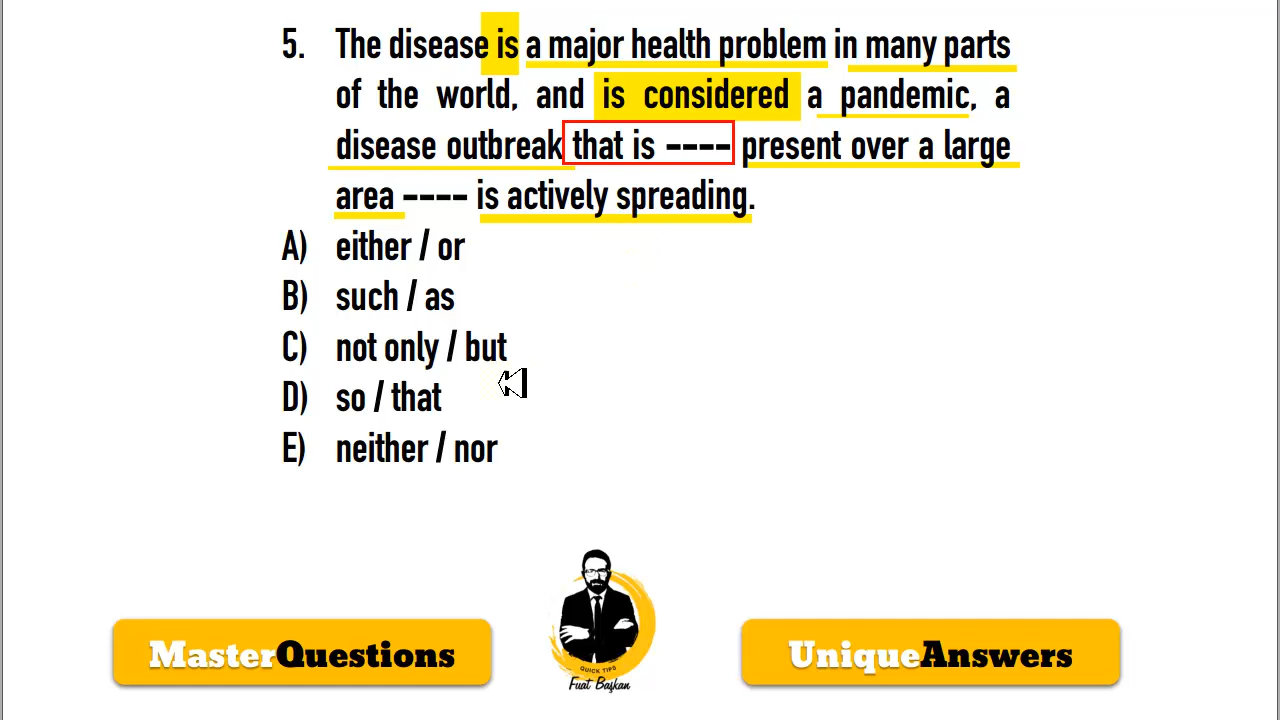 5. The disease is a major health problem in many parts
of the world, and is considered a pandemic, a
disease outbreak that is ---- present over a large
area ---- is actively spreading.
A) either / or
B) such / as
C) not only / but
D) so / that
E) neither / nor
QUICK TIPS
Fuat Başkan
MasterQuestions
UniqueAnswers